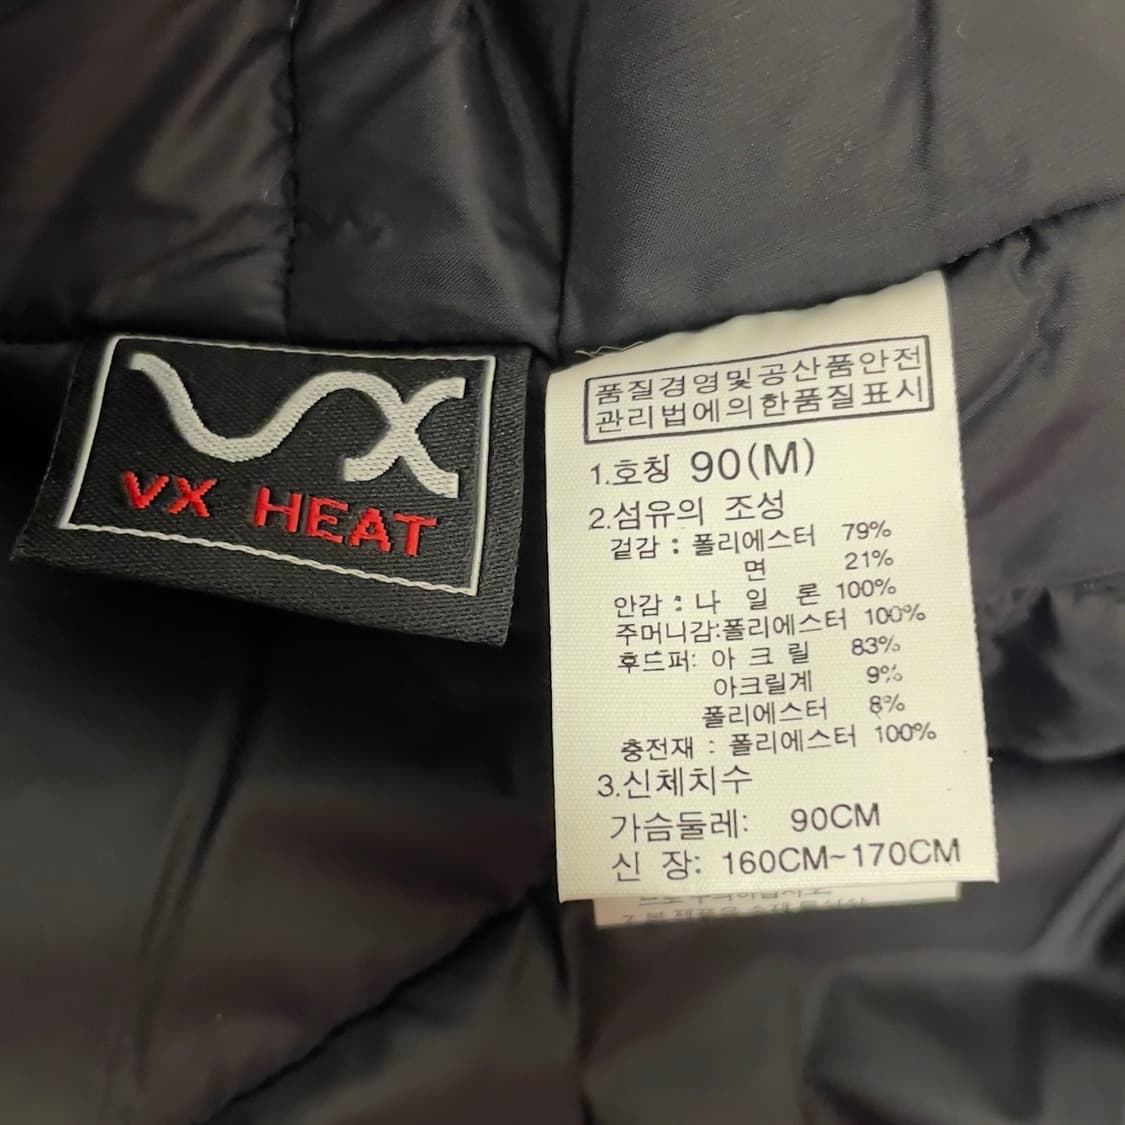 VX
VX HEAT
품질경영및공산품안전
관리법에의한품질표시
1.호칭 90(M)
2.섬유의 조성
겉감 : 폴리에스터 79%
면 21%
안감 : 나 일 론 100%
주머니감:폴리에스터 100%
후드퍼: 아 크 릴 83%
아크릴계 9%
폴리에스터 8%
충전재 : 폴리에스터 100%
3.신체치수
가슴둘레: 90CM
신 장: 160CM~170CM